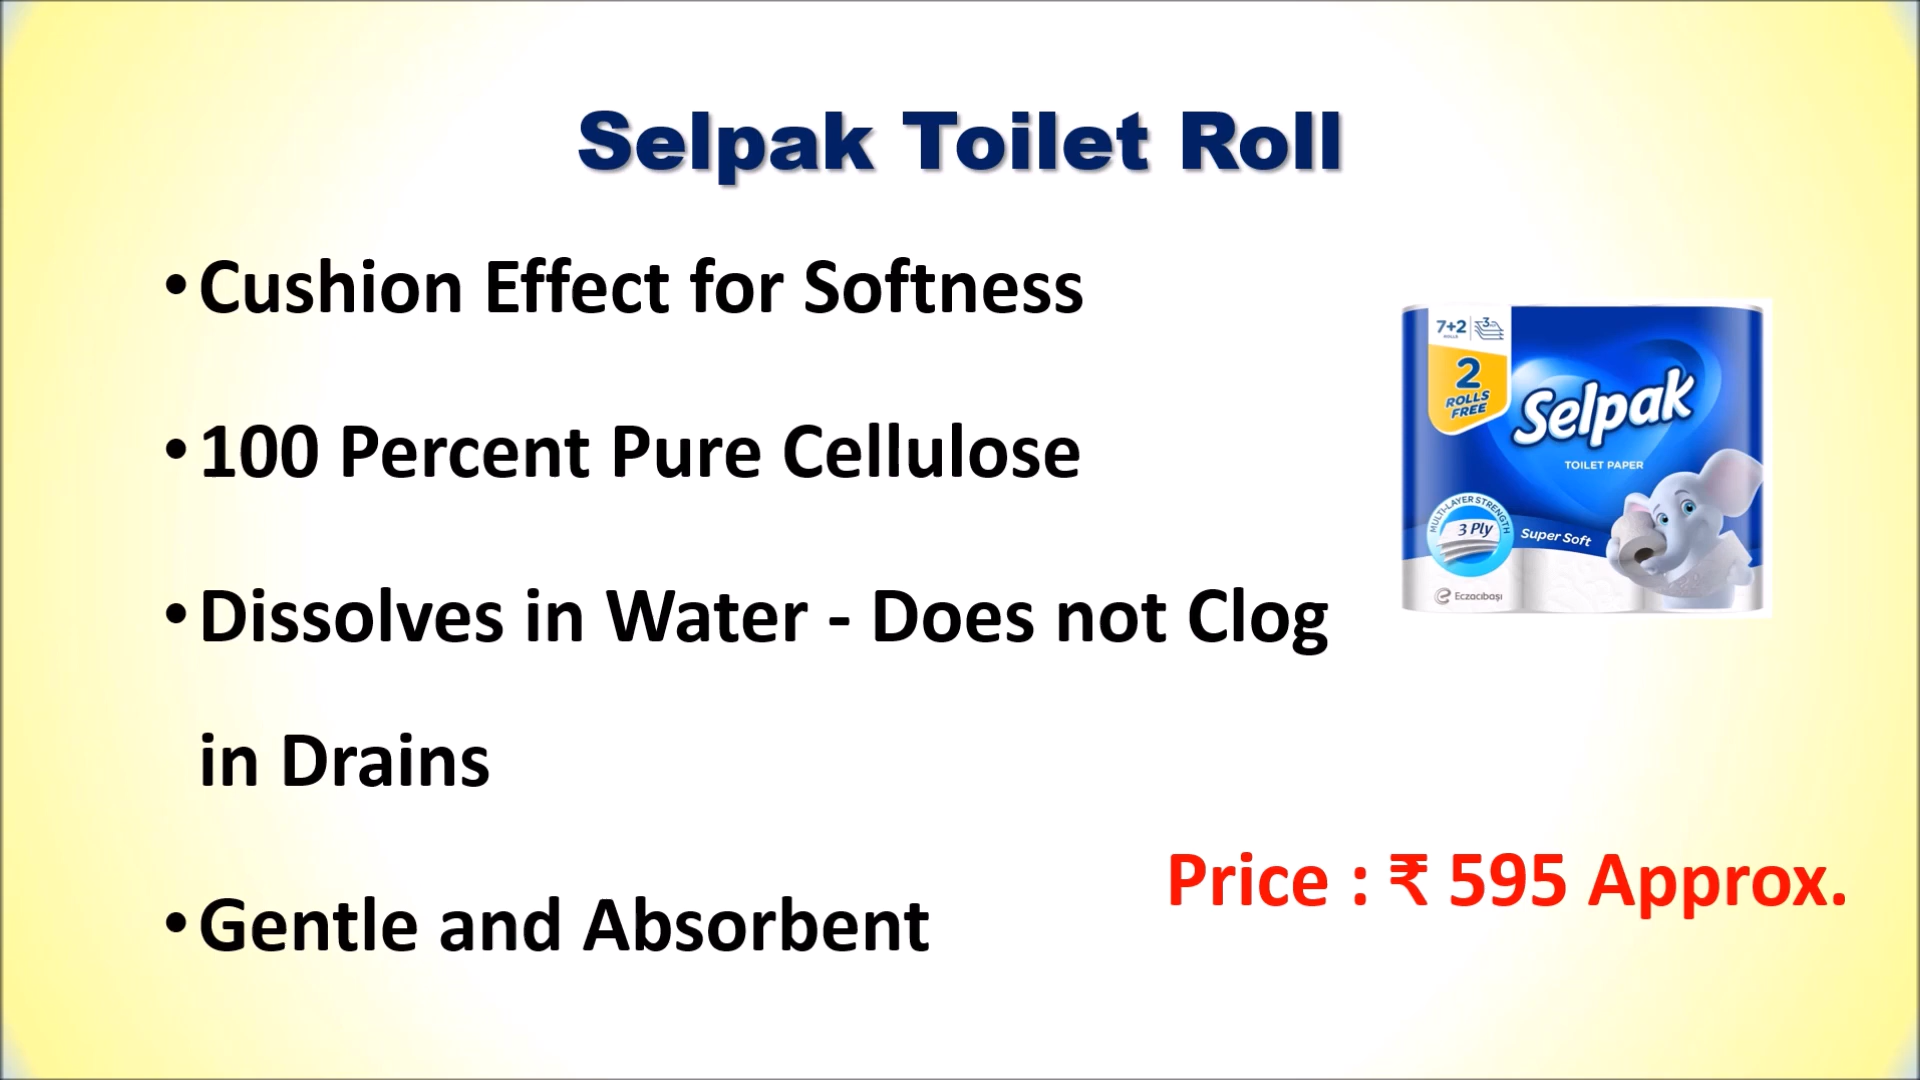 Selpak Toilet Roll
• Cushion Effect for Softness
• 100 Percent Pure Cellulose
• Dissolves in Water - Does not Clog
in Drains
• Gentle and Absorbent
7+2
ROLLS
3
2
ROLLS
FREE
Selpak
TOILET PAPER
MULTI-LAYER STRENGTH
3 Ply
Super Soft
Eczacıbaşı
Price : ₹ 595 Approx.